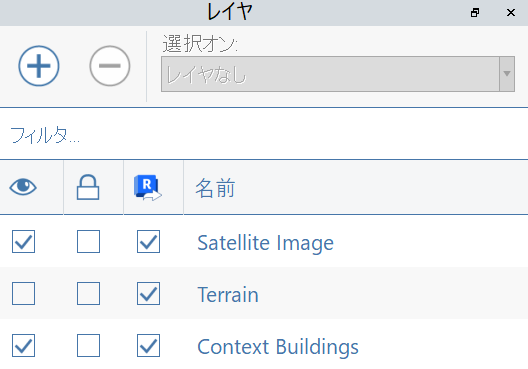 レイヤ
選択オン:
レイヤなし
フィルタ...
R
名前
Satellite Image
Terrain
Context Buildings